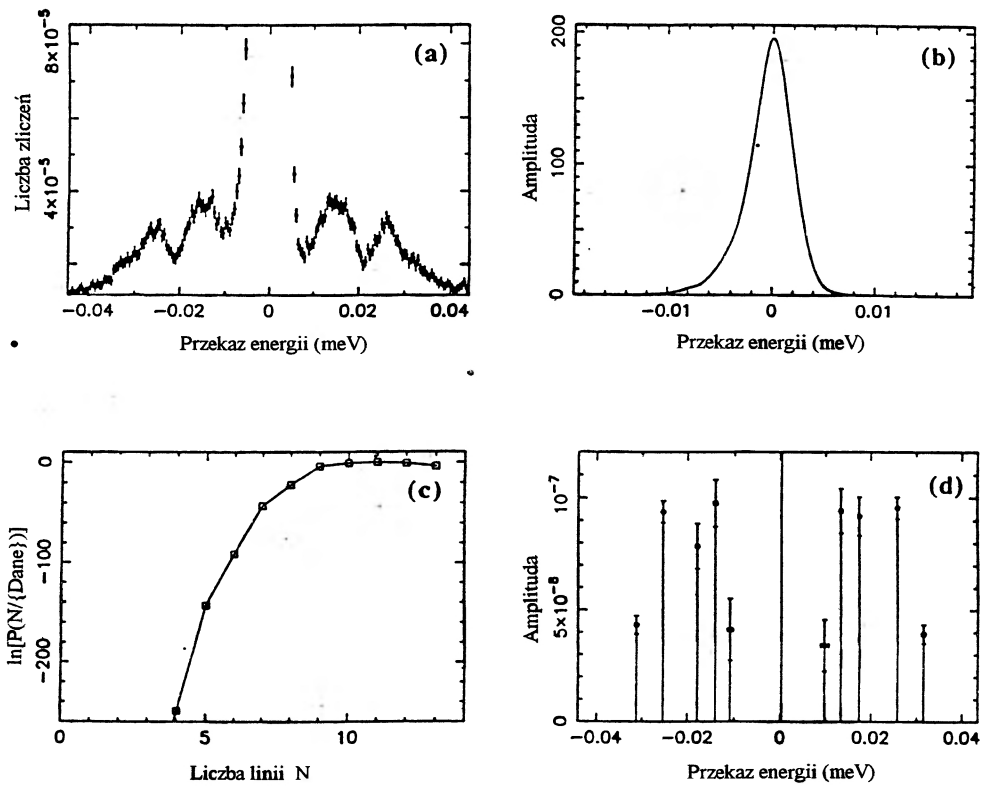 (a)
8×10⁻⁵
4×10⁻⁵
Liczba zliczeń
−0.04 −0.02 0 0.02 0.04
Przekaz energii (meV)
(b)
200
100
0
Amplituda
−0.01 0 0.01
Przekaz energii (meV)
(c)
0
−100
−200
ln[P(N/{Dane})]
0 5 10
Liczba linii N
(d)
10⁻⁷
5×10⁻⁸
0
Amplituda
−0.04 −0.02 0 0.02 0.04
Przekaz energii (meV)